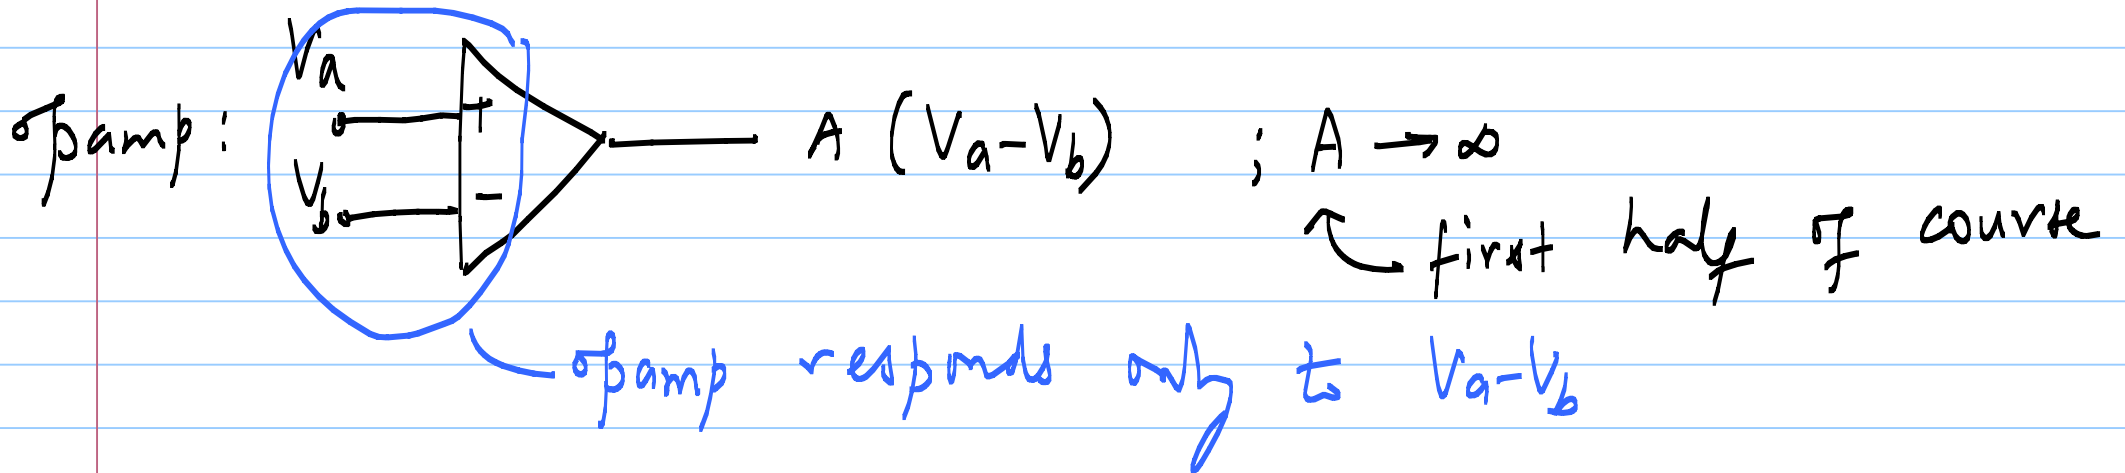 opamp: Va + A (Va-Vb) ; A → ∞
Vb -
first half of course
opamp responds only to Va-Vb